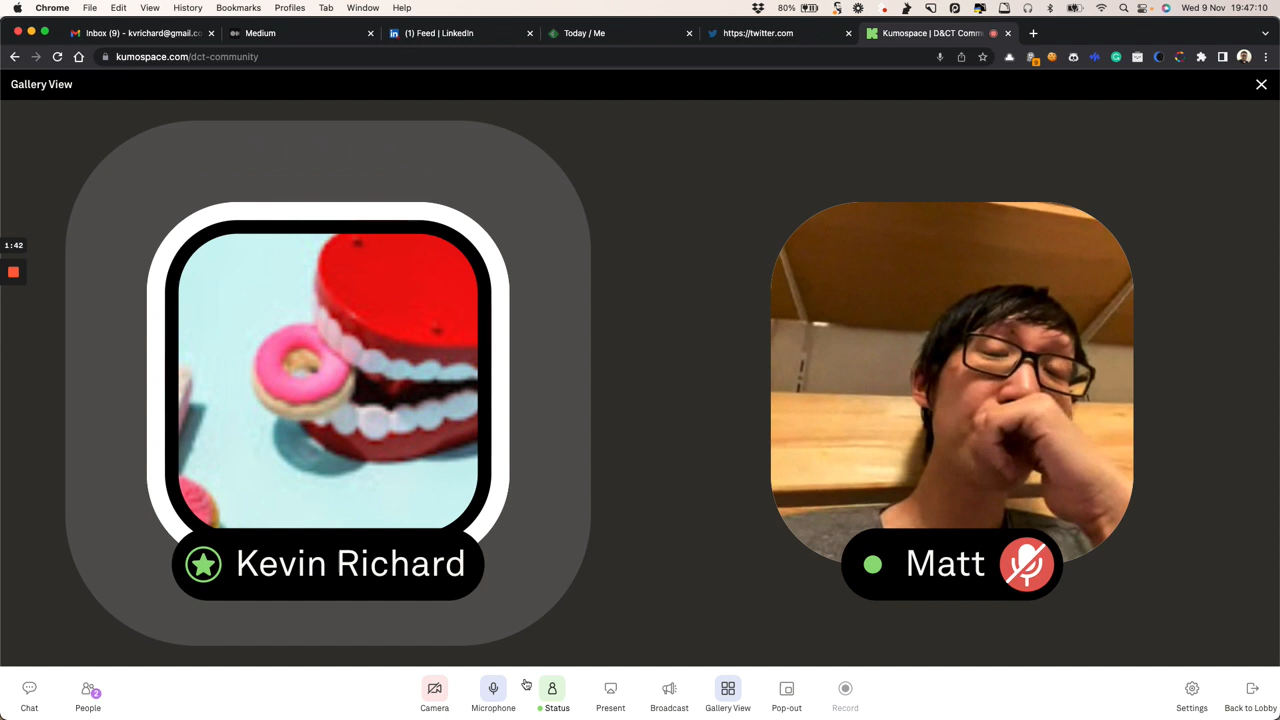 Chrome File Edit View History Bookmarks Profiles Tab Window Help 80% Wed 9 Nov 19:47:10
Inbox (9) - kvrichard@gmail.co Medium (1) Feed | LinkedIn Today / Me https://twitter.com Kumospace | D&CT Comm
kumospace.com/dct-community
Gallery View
1:42
Kevin Richard
Matt
2
Chat People Camera Microphone Status Present Broadcast Gallery View Pop-out Record Settings Back to Lobby